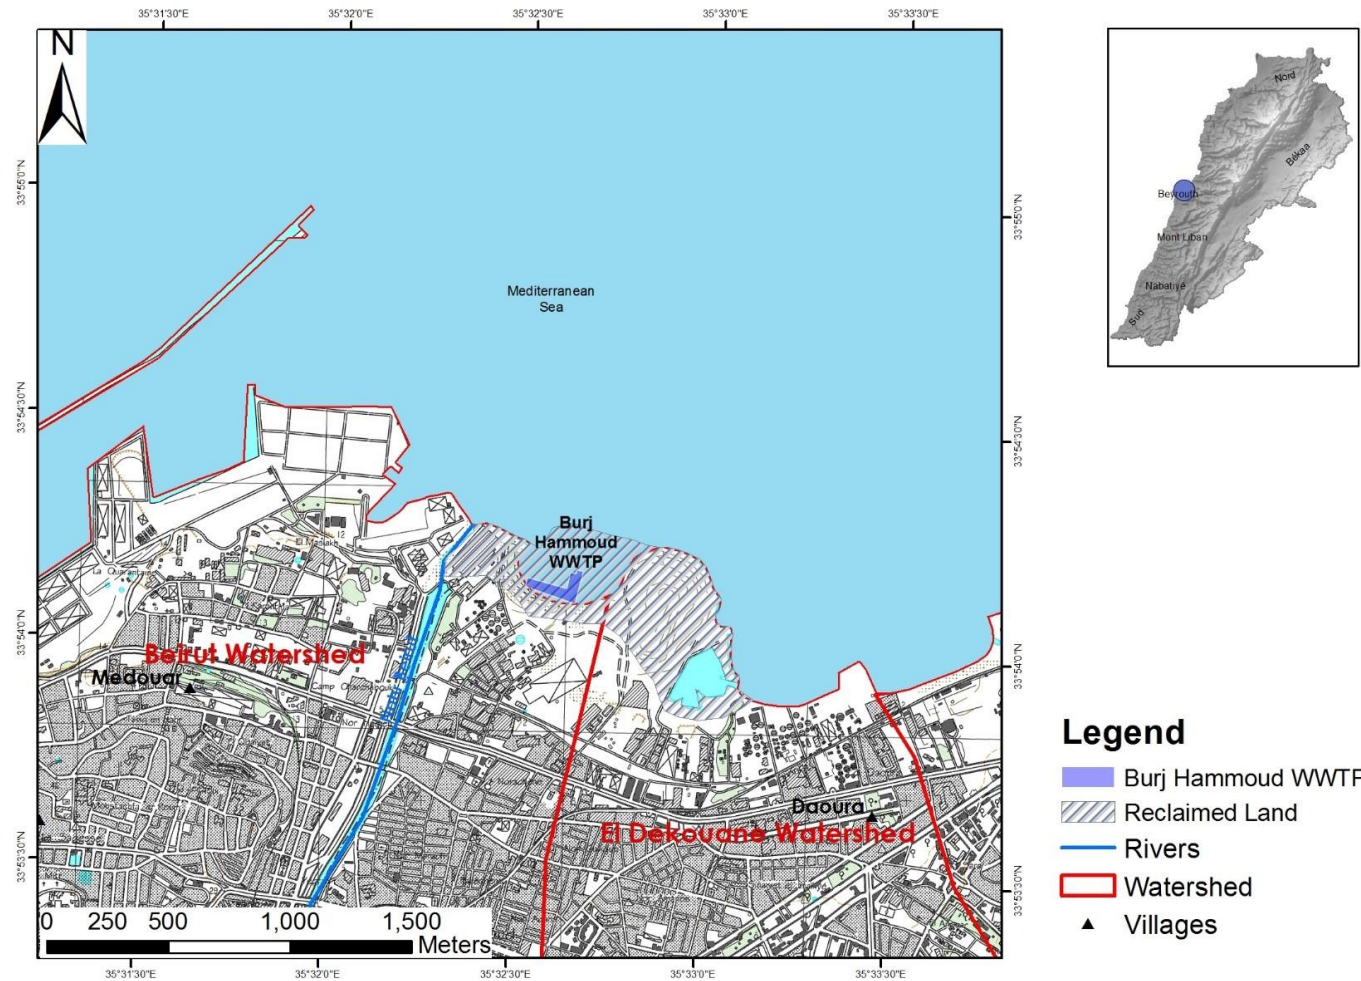 35°31'30"E
35°32'0"E
35°32'30"E
35°33'0"E
35°33'30"E
N
33°55'0"N
33°55'0"N
Mediterranean
Sea
33°54'30"N
33°54'30"N
Burj
Hammoud
WWTP
33°54'0"N
33°54'0"N
Beirut Watershed
Medouar
Daoura
El Dekouane Watershed
33°53'30"N
33°53'30"N
0 250 500 1,000 1,500
Meters
35°31'30"E
35°32'0"E
35°32'30"E
35°33'0"E
35°33'30"E
Nord
Békaa
Beyrouth
Mont Liban
Nabatiyé
Sud
Legend
Burj Hammoud WWTP
Reclaimed Land
Rivers
Watershed
Villages